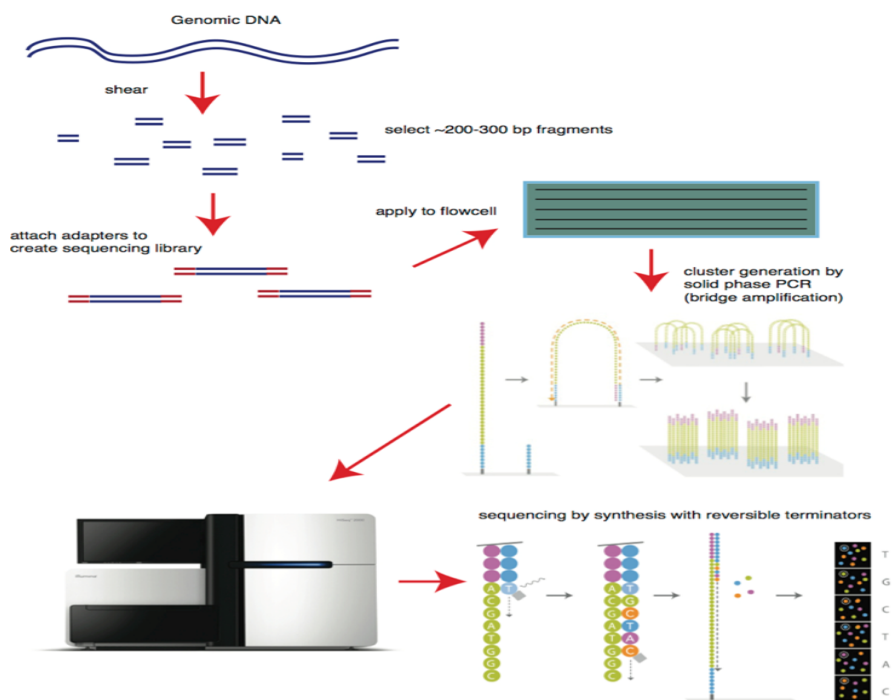 Genomic DNA
shear
select ~200-300 bp fragments
attach adapters to
create sequencing library
apply to flowcell
cluster generation by
solid phase PCR
(bridge amplification)
sequencing by synthesis with reversible terminators
A T
C
G
A
T
G
G
C
A T
C G
G C
A T
T A
G C
G
C
T
G
C
T
A
C